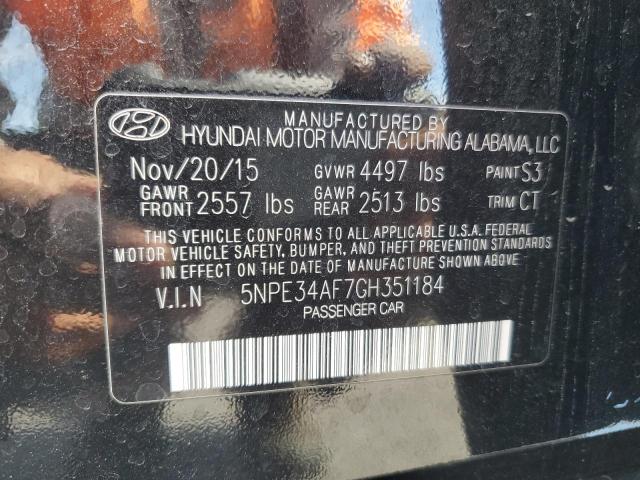 MANUFACTURED BY
HYUNDAI MOTOR MANUFACTURING ALABAMA, LLC
Nov/20/15 GVWR 4497 lbs PAINT S3
GAWR FRONT 2557 lbs GAWR REAR 2513 lbs TRIM CT
THIS VEHICLE CONFORMS TO ALL APPLICABLE U.S.A. FEDERAL
MOTOR VEHICLE SAFETY, BUMPER, AND THEFT PREVENTION STANDARDS
IN EFFECT ON THE DATE OF MANUFACTURE SHOWN ABOVE.
V.I.N 5NPE34AF7GH351184
PASSENGER CAR